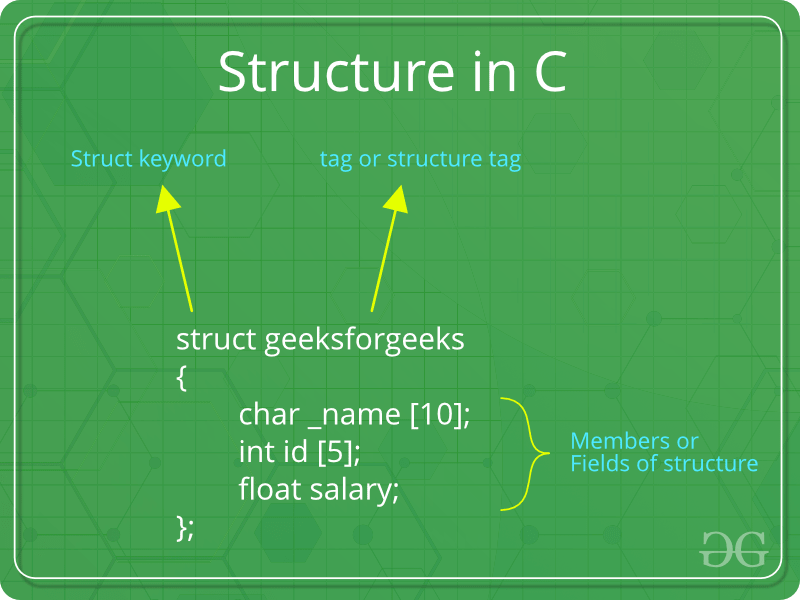 Structure in C
Struct keyword
tag or structure tag
struct geeksforgeeks
{
char _name [10];
int id [5];
float salary;
};
Members or
Fields of structure